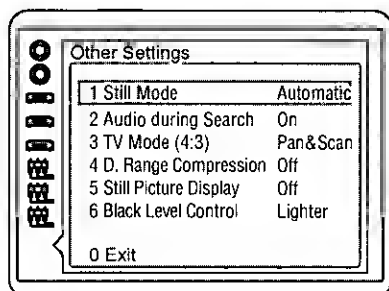 Other Settings
1 Still Mode Automatic
2 Audio during Search On
3 TV Mode (4:3) Pan&Scan
4 D. Range Compression Off
5 Still Picture Display Off
6 Black Level Control Lighter
0 Exit